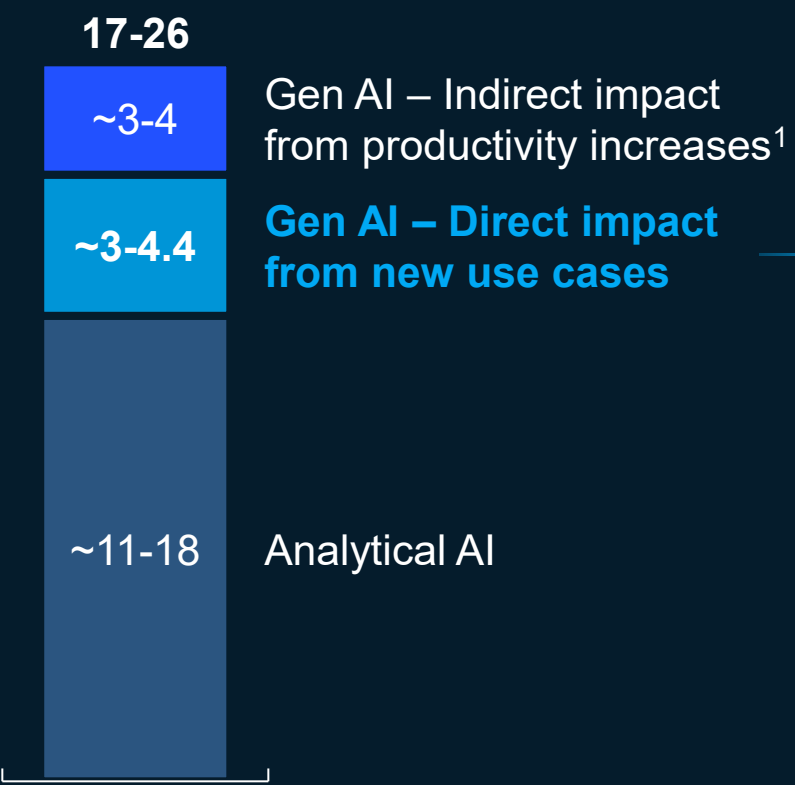 17-26
~3-4
Gen AI – Indirect impact
from productivity increases¹
~3-4.4
Gen AI – Direct impact
from new use cases
~11-18
Analytical AI